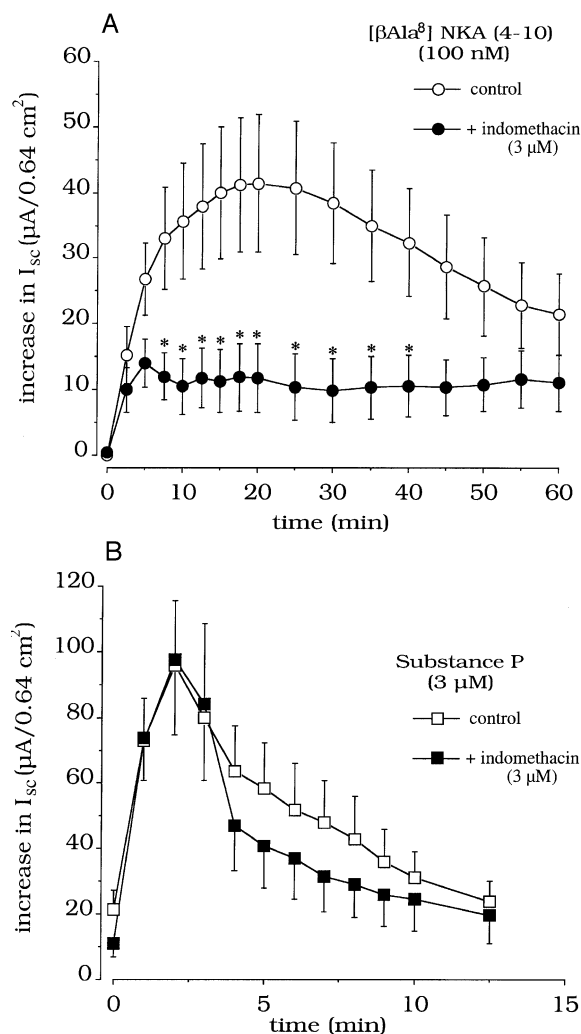 A
[βAla⁸] NKA (4-10)
(100 nM)
control
+ indomethacin
(3 µM)
increase in Isc (µA/0.64 cm²)
60
50
40
30
20
10
0
* * * * * * * * * *
0 10 20 30 40 50 60
time (min)
B
Substance P
(3 µM)
control
+ indomethacin
(3 µM)
increase in Isc (µA/0.64 cm²)
120
100
80
60
40
20
0
0 5 10 15
time (min)